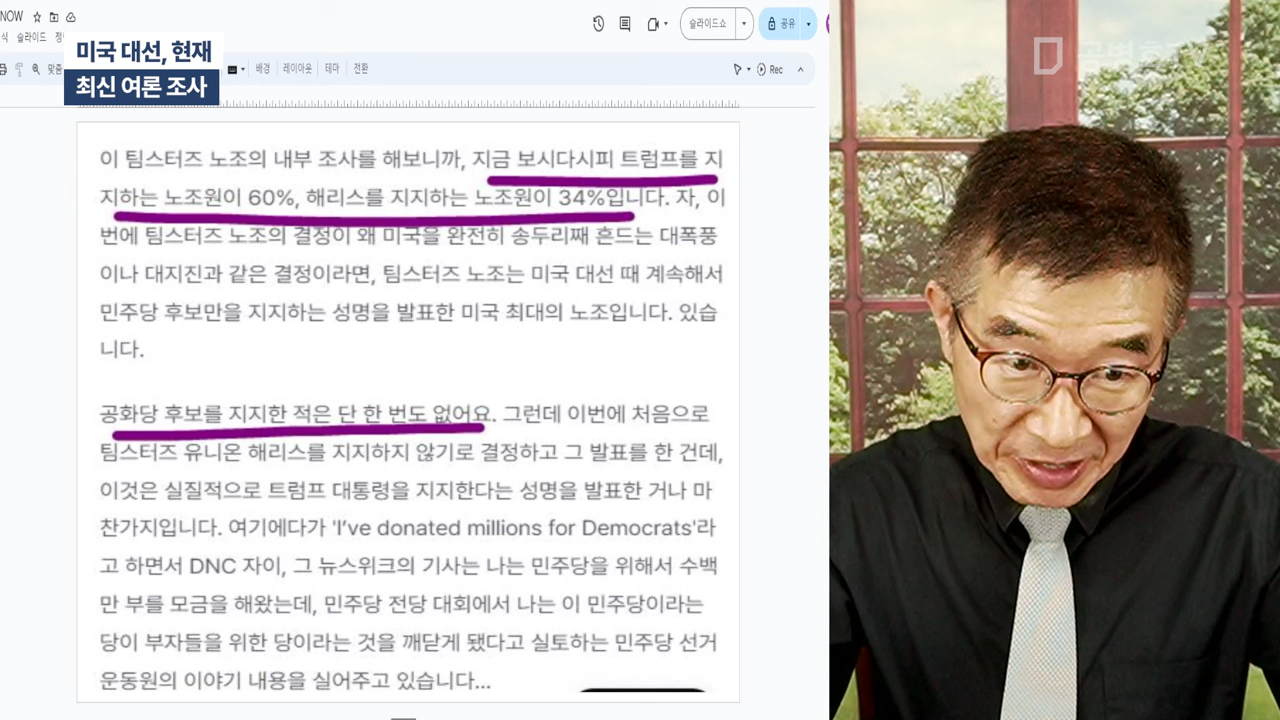 NOW
슬라이드쇼
공유
식 슬라이드
미국 대선, 현재
최신 여론 조사
맞춤
배경
레이아웃
테마
전환
Rec
공병호TV
이 팀스터즈 노조의 내부 조사를 해보니까, 지금 보시다시피 트럼프를 지
지하는 노조원이 60%, 해리스를 지지하는 노조원이 34%입니다. 자, 이
번에 팀스터즈 노조의 결정이 왜 미국을 완전히 송두리째 흔드는 대폭풍
이나 대지진과 같은 결정이라면, 팀스터즈 노조는 미국 대선 때 계속해서
민주당 후보만을 지지하는 성명을 발표한 미국 최대의 노조입니다. 있습
니다.
공화당 후보를 지지한 적은 단 한 번도 없어요. 그런데 이번에 처음으로
팀스터즈 유니온 해리스를 지지하지 않기로 결정하고 그 발표를 한 건데,
이것은 실질적으로 트럼프 대통령을 지지한다는 성명을 발표한 거나 마
찬가지입니다. 여기에다가 'I've donated millions for Democrats'라
고 하면서 DNC 자이, 그 뉴스위크의 기사는 나는 민주당을 위해서 수백
만 부를 모금을 해왔는데, 민주당 전당 대회에서 나는 이 민주당이라는
당이 부자들을 위한 당이라는 것을 깨닫게 됐다고 실토하는 민주당 선거
운동원의 이야기 내용을 실어주고 있습니다...